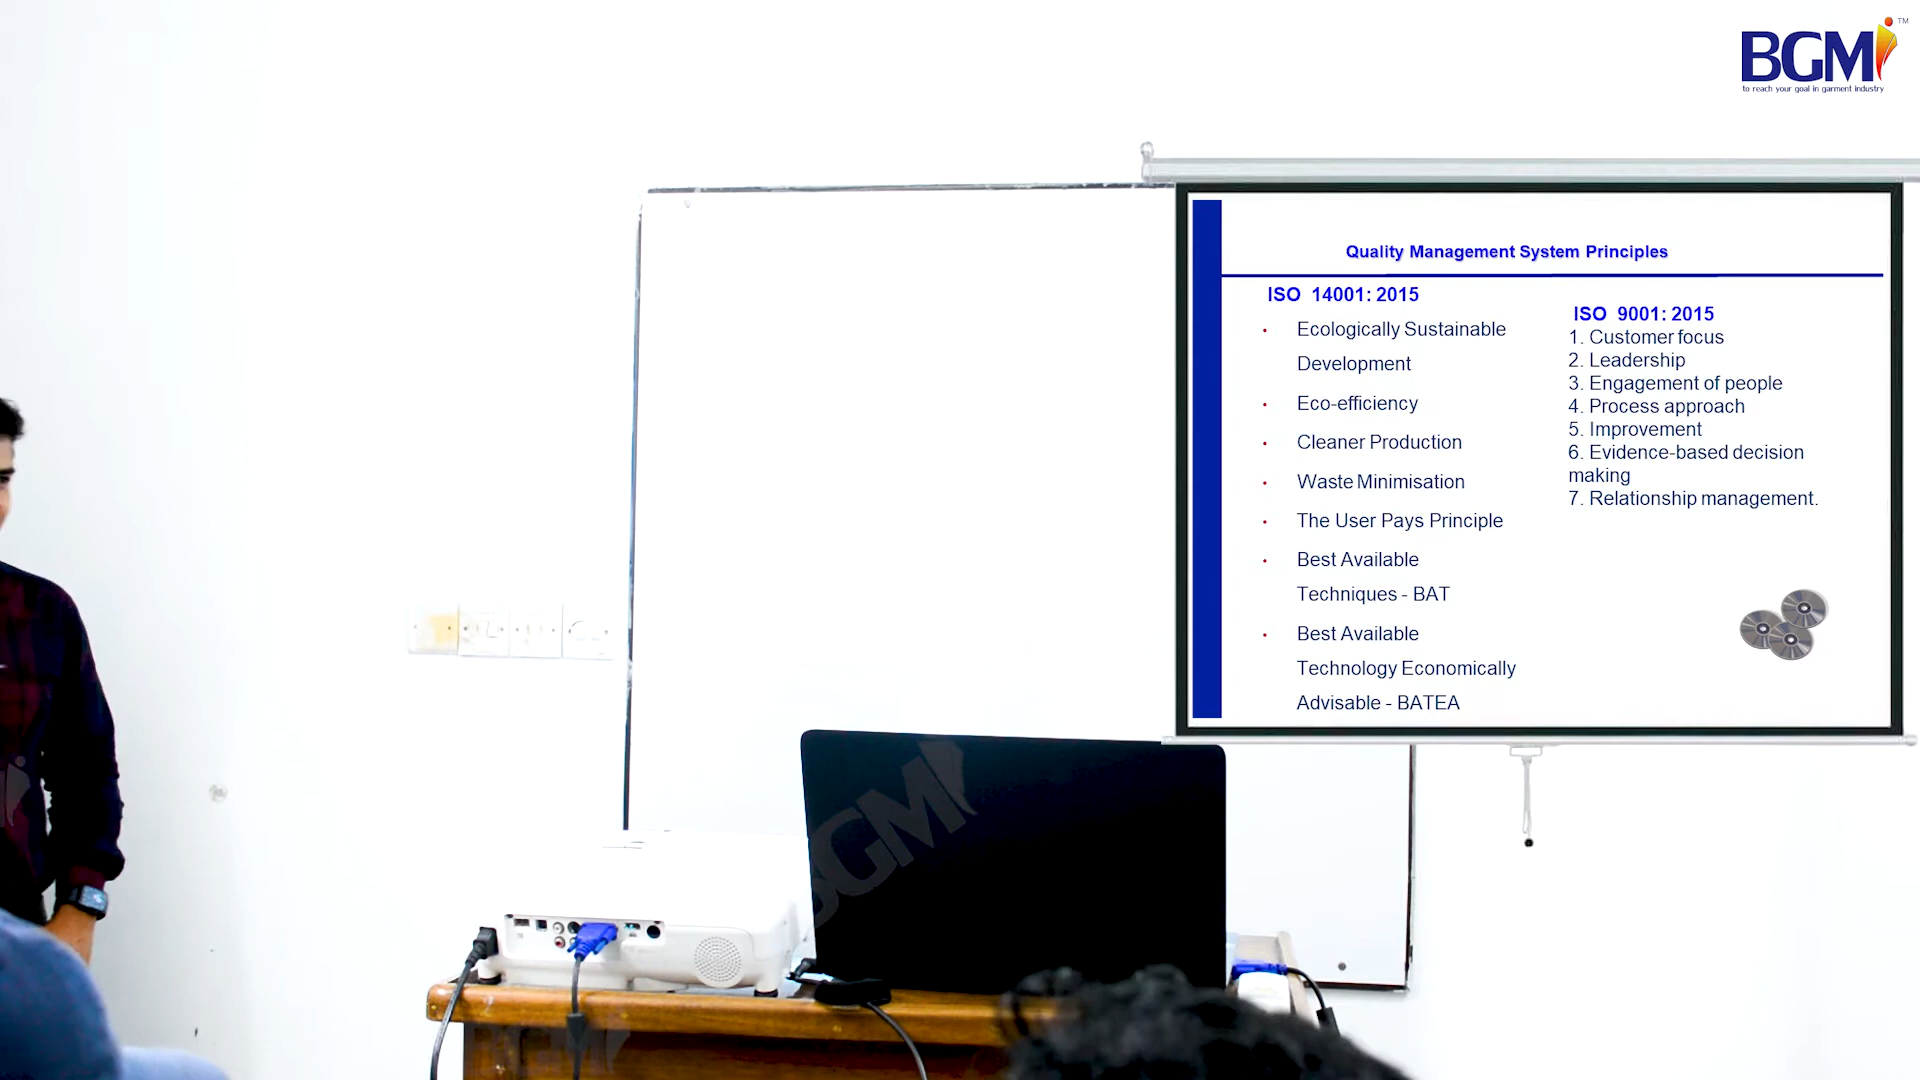 BGMi
TM
to reach your goal in garment industry
Quality Management System Principles
ISO 14001: 2015
• Ecologically Sustainable
Development
• Eco-efficiency
• Cleaner Production
• Waste Minimisation
• The User Pays Principle
• Best Available
Techniques - BAT
• Best Available
Technology Economically
Advisable - BATEA
ISO 9001: 2015
1. Customer focus
2. Leadership
3. Engagement of people
4. Process approach
5. Improvement
6. Evidence-based decision
making
7. Relationship management.
BGMi